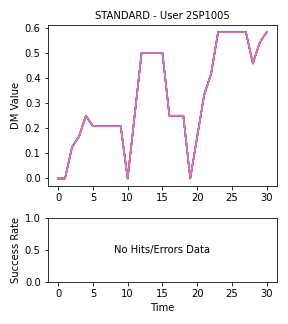 STANDARD - User 2SP1005
0.6
0.5
0.4
0.3
0.2
0.1
0.0
DM Value
0 5 10 15 20 25 30
1.0
0.5
0.0
Success Rate
No Hits/Errors Data
0 5 10 15 20 25 30
Time